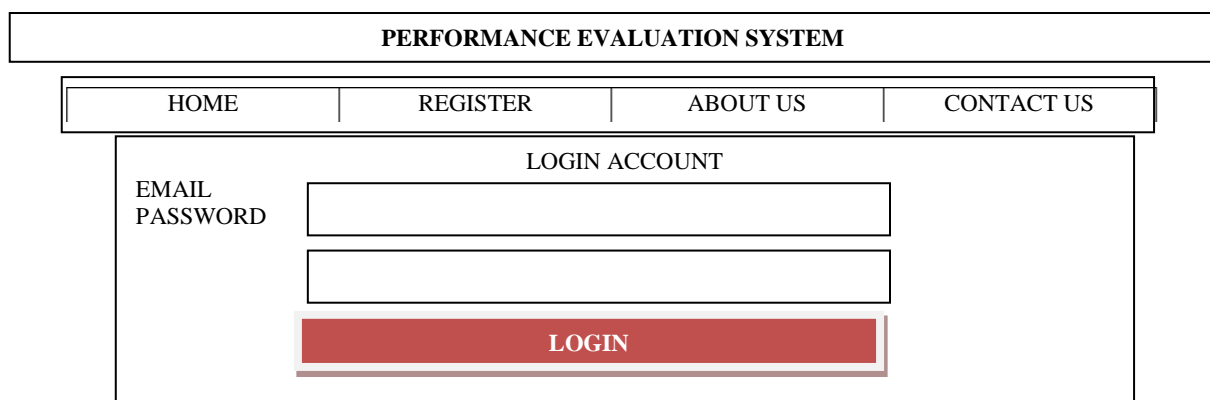 PERFORMANCE EVALUATION SYSTEM
HOME REGISTER ABOUT US CONTACT US
LOGIN ACCOUNT
EMAIL
PASSWORD
LOGIN